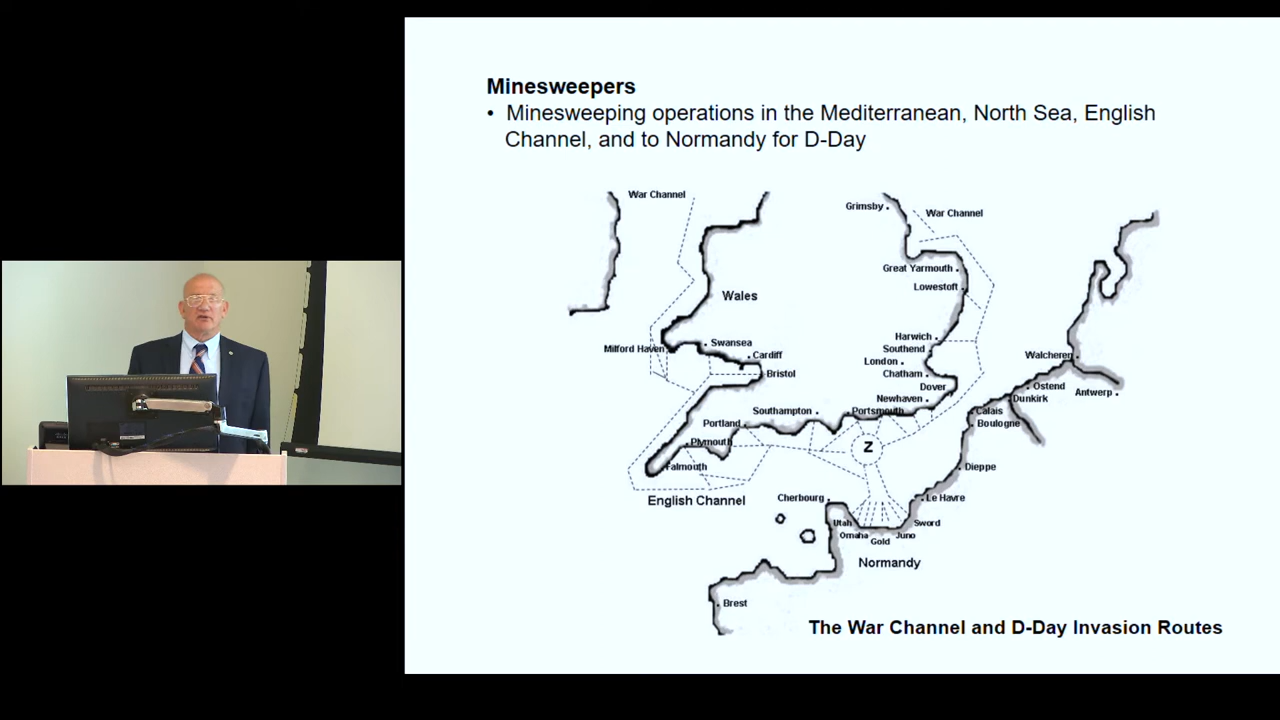 Minesweepers
• Minesweeping operations in the Mediterranean, North Sea, English
Channel, and to Normandy for D-Day
War Channel
Grimsby
War Channel
Great Yarmouth
Lowestoft
Wales
Harwich
Swansea
Milford Haven
Southend
Cardiff
London
Walcheren
Bristol
Chatham
Dover
Ostend
Antwerp
Newhaven
Dunkirk
Southampton
Portsmouth
Calais
Portland
Boulogne
Plymouth
Z
Falmouth
Dieppe
English Channel
Cherbourg
Le Havre
Utah
Sword
Omaha
Juno
Gold
Normandy
Brest
The War Channel and D-Day Invasion Routes